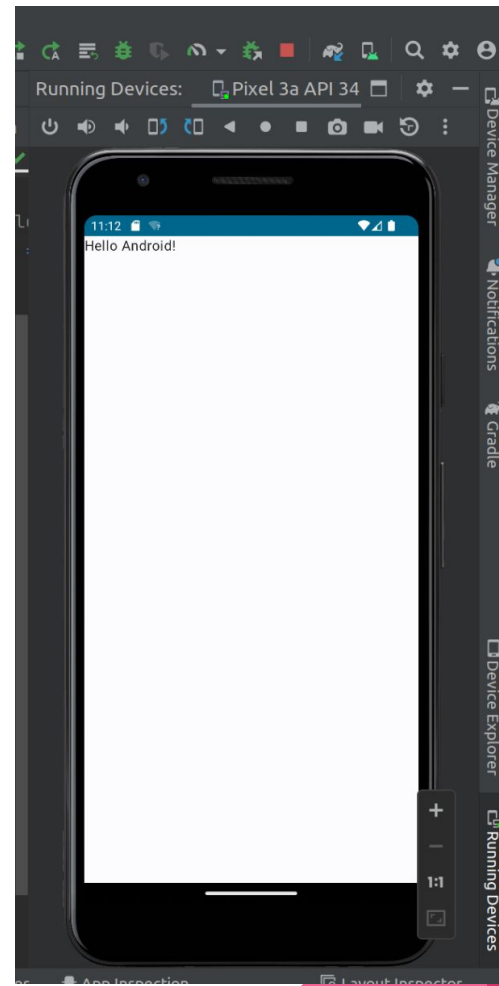 Running Devices:
Pixel 3a API 34
11:12
Hello Android!
1:1
Device Manager
Notifications
Gradle
Device Explorer
Running Devices
App Inspection
Layout Inspector